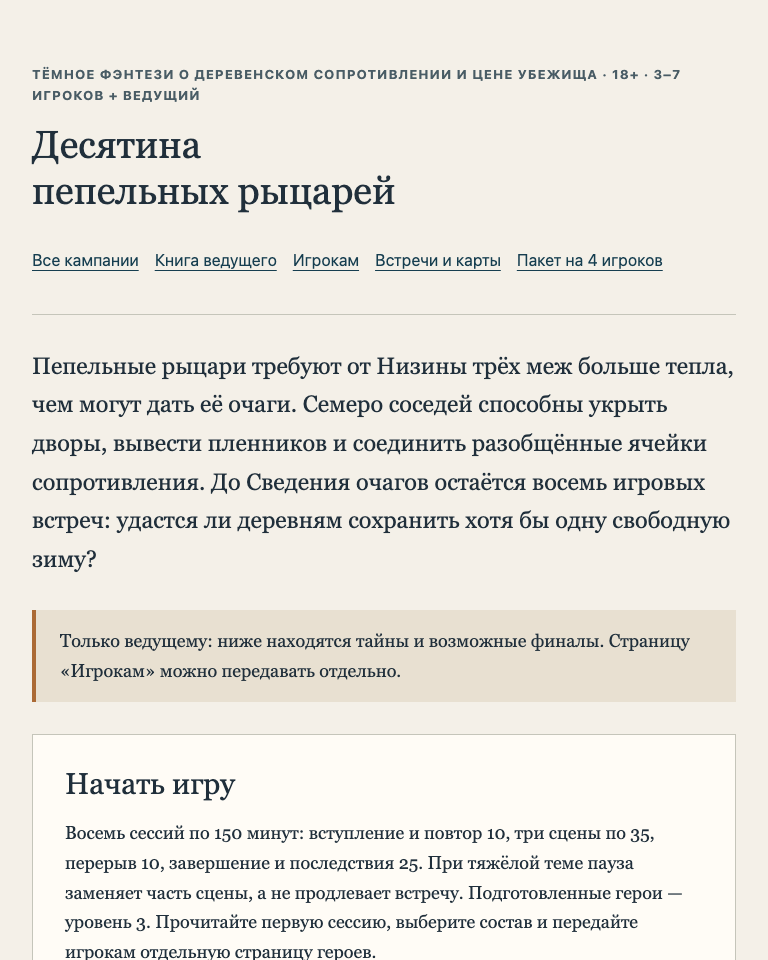 ТЁМНОЕ ФЭНТЕЗИ О ДЕРЕВЕНСКОМ СОПРОТИВЛЕНИИ И ЦЕНЕ УБЕЖИЩА · 18+ · 3–7
ИГРОКОВ + ВЕДУЩИЙ
Десятина
пепельных рыцарей
Все кампании Книга ведущего Игрокам Встречи и карты Пакет на 4 игроков
Пепельные рыцари требуют от Низины трёх меж больше тепла,
чем могут дать её очаги. Семеро соседей способны укрыть
дворы, вывести пленников и соединить разобщённые ячейки
сопротивления. До Сведения очагов остаётся восемь игровых
встреч: удастся ли деревням сохранить хотя бы одну свободную
зиму?
Только ведущему: ниже находятся тайны и возможные финалы. Страницу
«Игрокам» можно передавать отдельно.
Начать игру
Восемь сессий по 150 минут: вступление и повтор 10, три сцены по 35,
перерыв 10, завершение и последствия 25. При тяжёлой теме пауза
заменяет часть сцены, а не продлевает встречу. Подготовленные герои —
уровень 3. Прочитайте первую сессию, выберите состав и передайте
игрокам отдельную страницу героев.